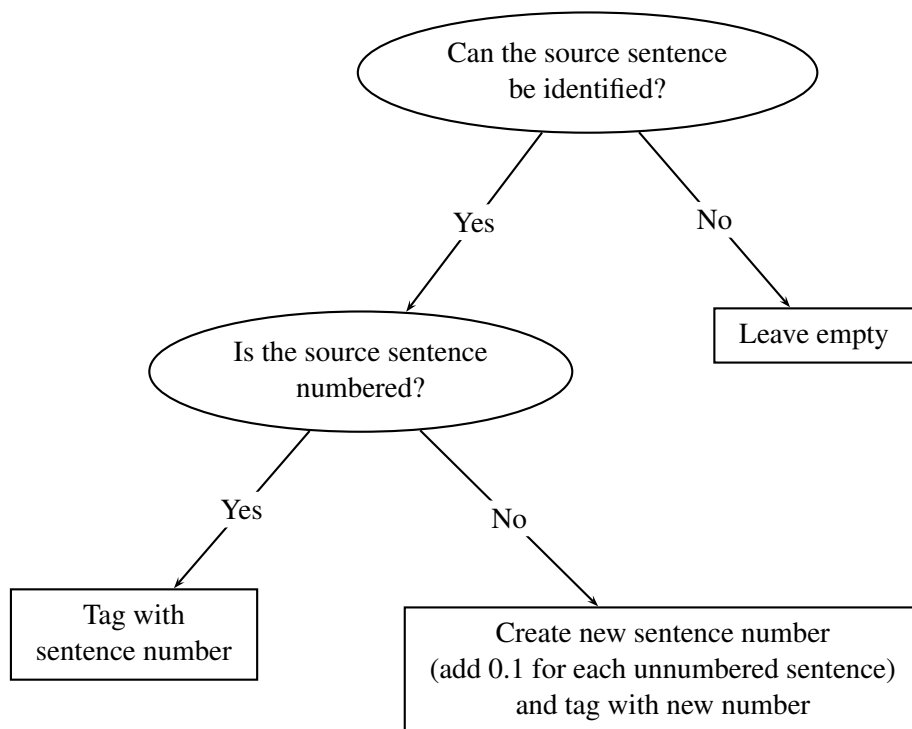 Can the source sentence
be identified?
Yes
No
Leave empty
Is the source sentence
numbered?
Yes
No
Tag with
sentence number
Create new sentence number
(add 0.1 for each unnumbered sentence)
and tag with new number